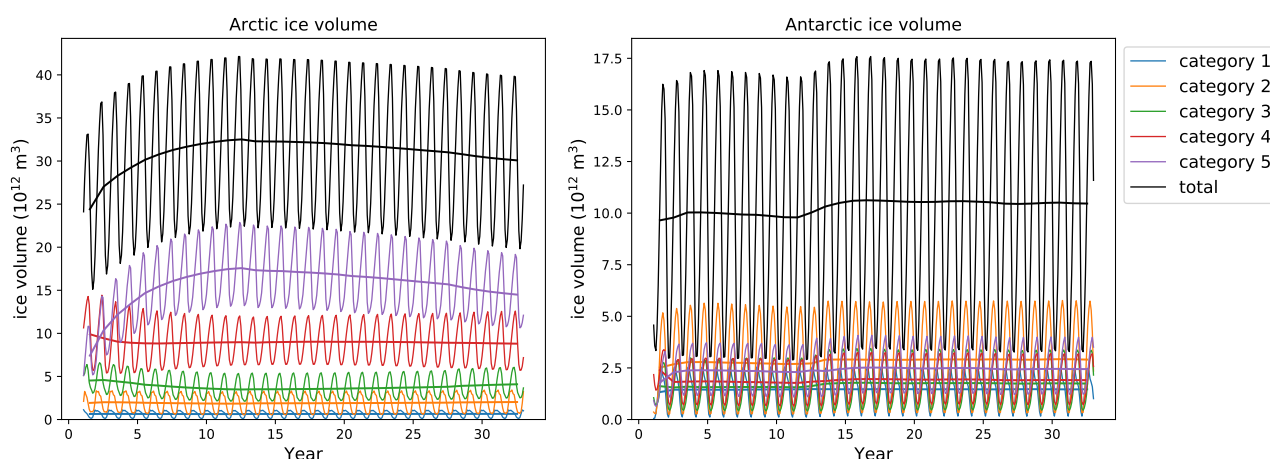 Arctic ice volume
40
35
30
25
20
15
10
5
0
ice volume (10¹² m³)
0 5 10 15 20 25 30
Year
Antarctic ice volume
17.5
15.0
12.5
10.0
7.5
5.0
2.5
0.0
ice volume (10¹² m³)
0 5 10 15 20 25 30
Year
category 1
category 2
category 3
category 4
category 5
total